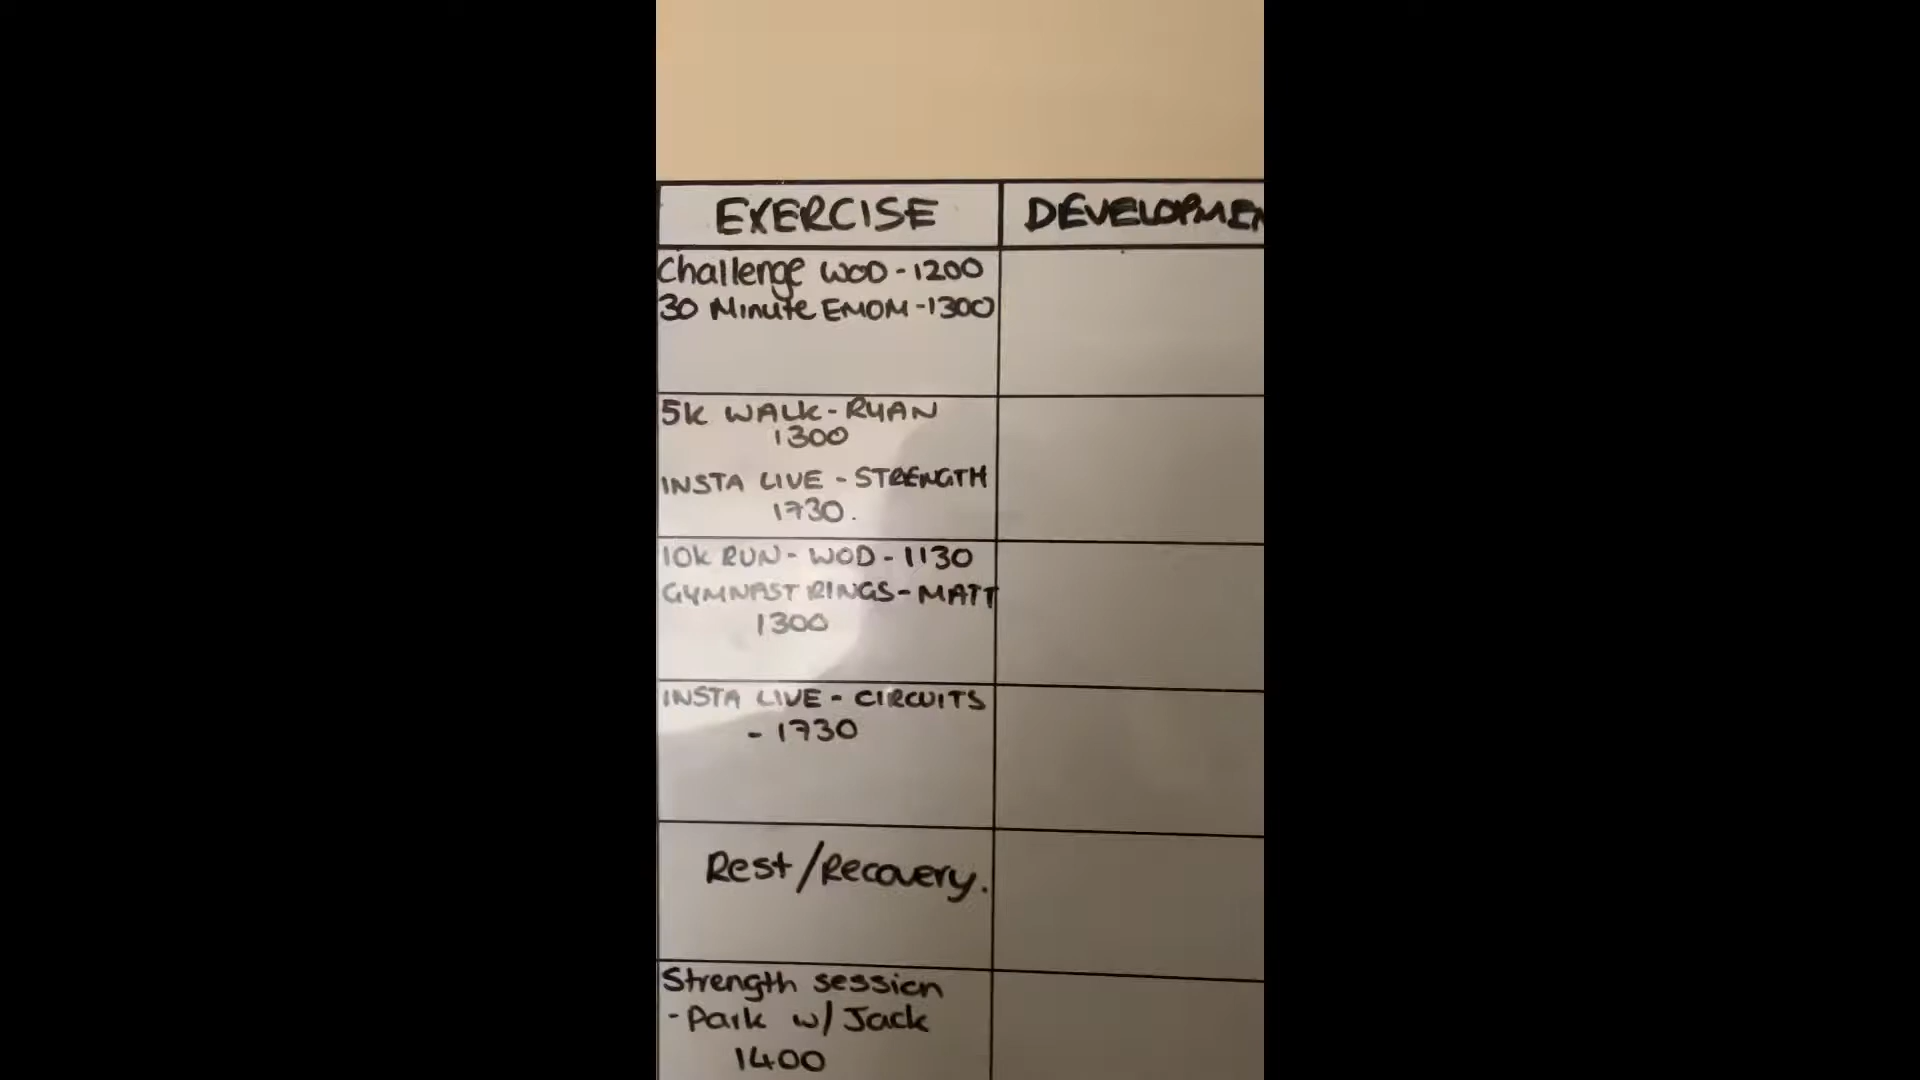 EXERCISE
DEVELOPMEN
Challenge WOD - 1200
30 Minute EMOM - 1300
5K WALK - RYAN
1300
INSTA LIVE - STRENGTH
1730.
10K RUN - WOD - 1130
GYMNAST RINGS - MATT
1300
INSTA LIVE - CIRCUITS
- 1730
Rest/Recovery.
Strength session
- Park w/ Jack
1400